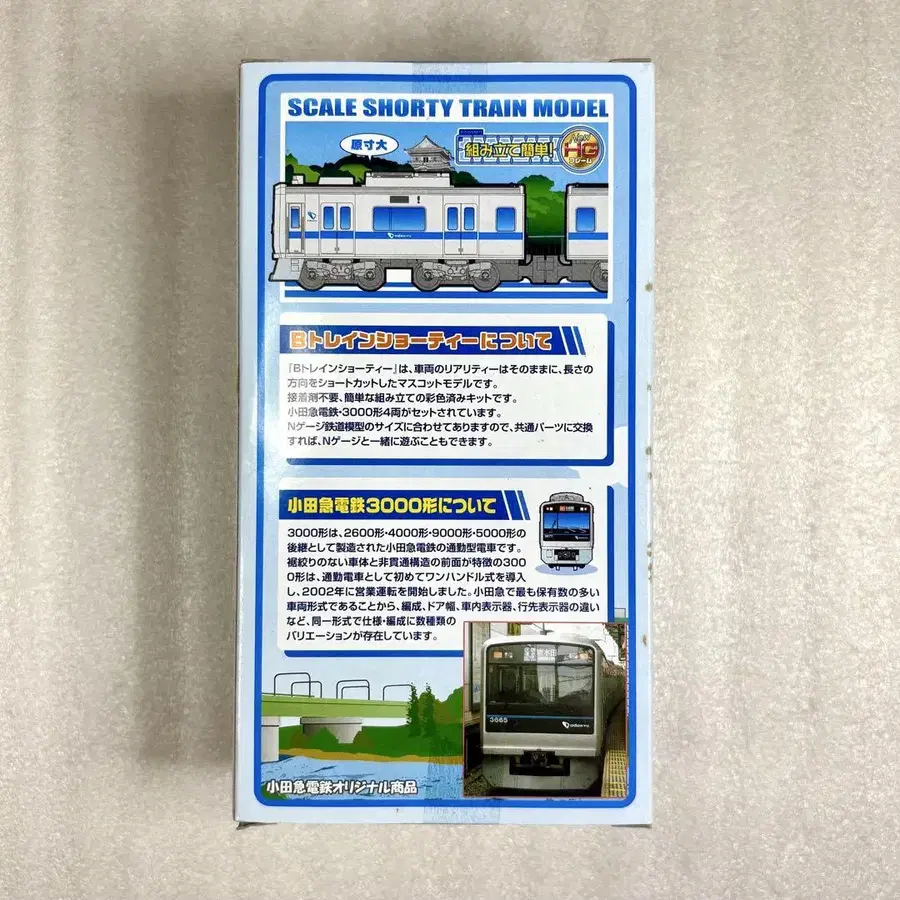 SCALE SHORTY TRAIN MODEL
原寸大
組み立て簡単!
New
HG
フレーム
Bトレインショーティーについて
「Bトレインショーティー」は、車両のリアリティーはそのままに、長さの
方向をショートカットしたマスコットモデルです。
接着剤不要、簡単な組み立ての彩色済みキットです。
小田急電鉄・3000形4両がセットされています。
Nゲージ鉄道模型のサイズに合わせてありますので、共通パーツに交換
すれば、Nゲージと一緒に遊ぶこともできます。
小田急電鉄3000形について
3000形は、2600形・4000形・9000形・5000形の
後継として製造された小田急電鉄の通勤型電車です。
裾絞りのない車体と非貫通構造の前面が特徴の300
0形は、通勤電車として初めてワンハンドル式を導入
し、2002年に営業運転を開始しました。小田急で最も保有数の多い
車両形式であることから、編成、ドア幅、車内表示器、行先表示器の違い
など、同一形式で仕様・編成に数種類の
バリエーションが存在しています。
3665
ODAKYU
小田急電鉄オリジナル商品